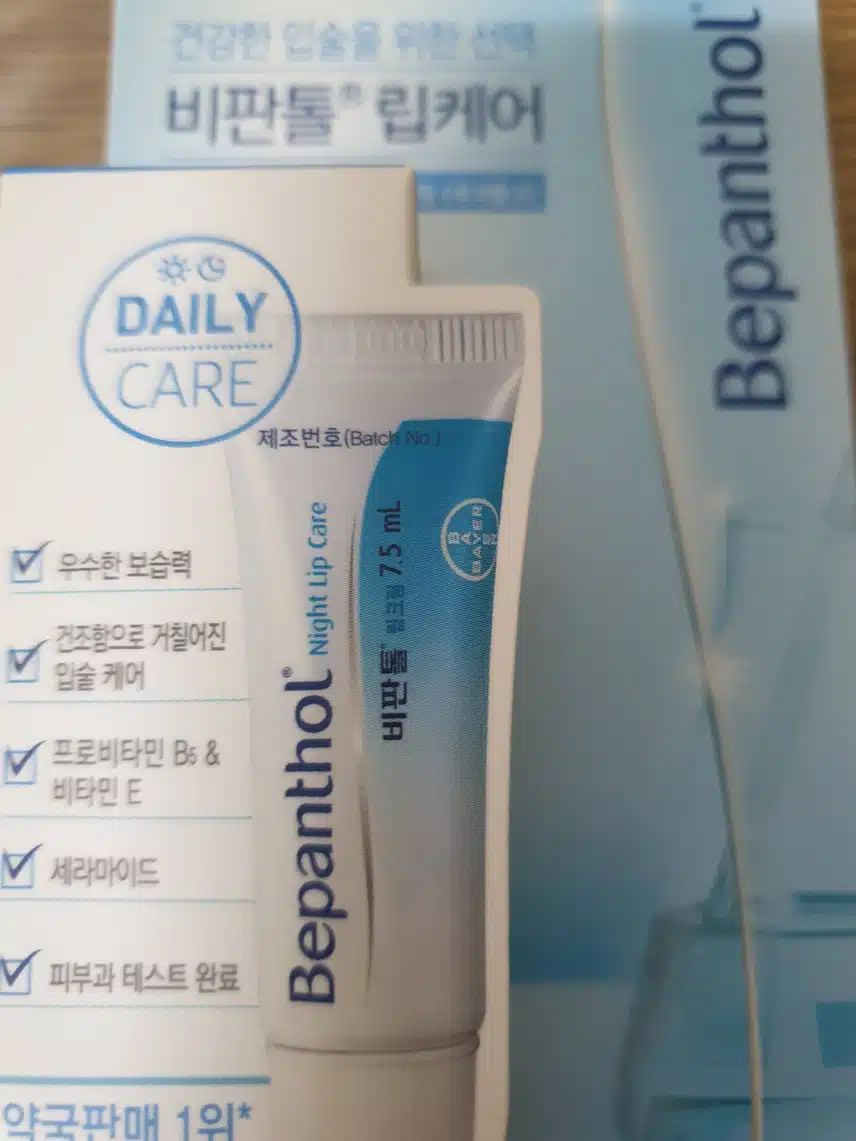 건강한 입술을 위한 선택
비판톨® 립케어
Bepanthol®
DAILY
CARE
제조번호(Batch No.)
우수한 보습력
건조함으로 거칠어진
입술 케어
프로비타민 B5 &
비타민 E
세라마이드
피부과 테스트 완료
약국판매 1위*
Bepanthol® Night Lip Care
비판톨 립크림 7.5 mL
BAYER
BAYER